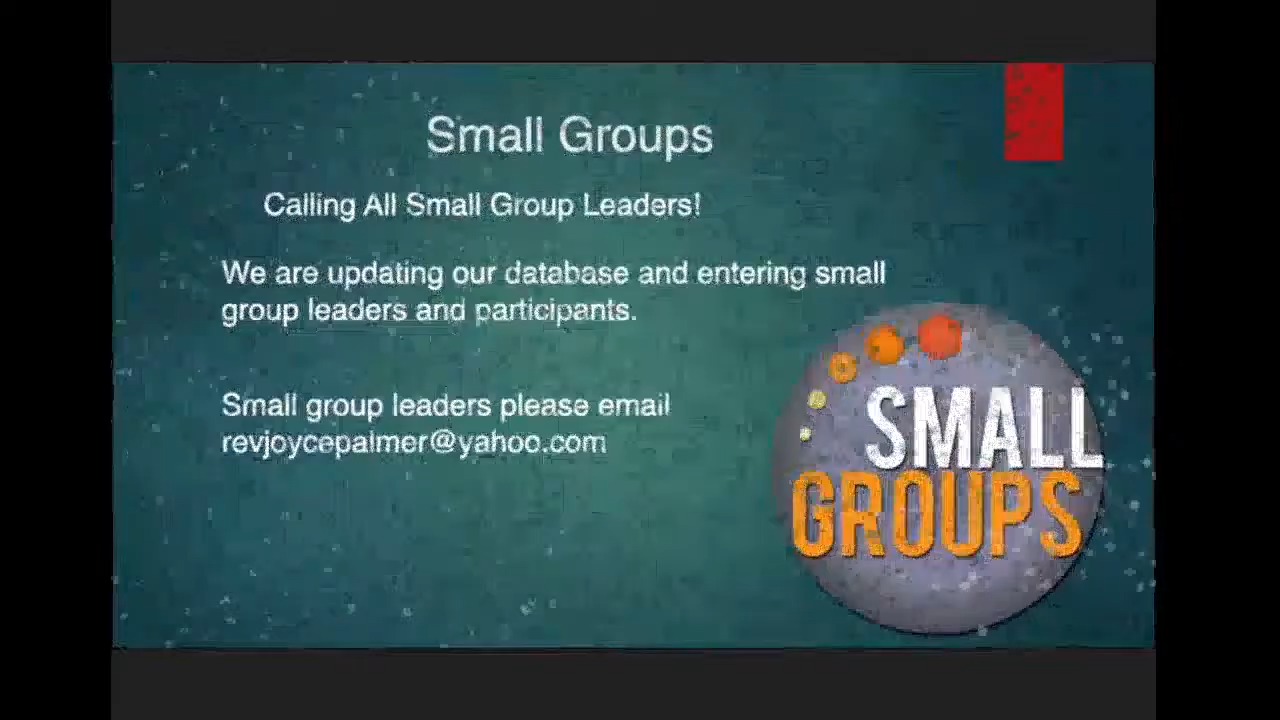 Small Groups
Calling All Small Group Leaders!
We are updating our database and entering small
group leaders and participants.
Small group leaders please email
revjoycepalmer@yahoo.com
SMALL
GROUPS